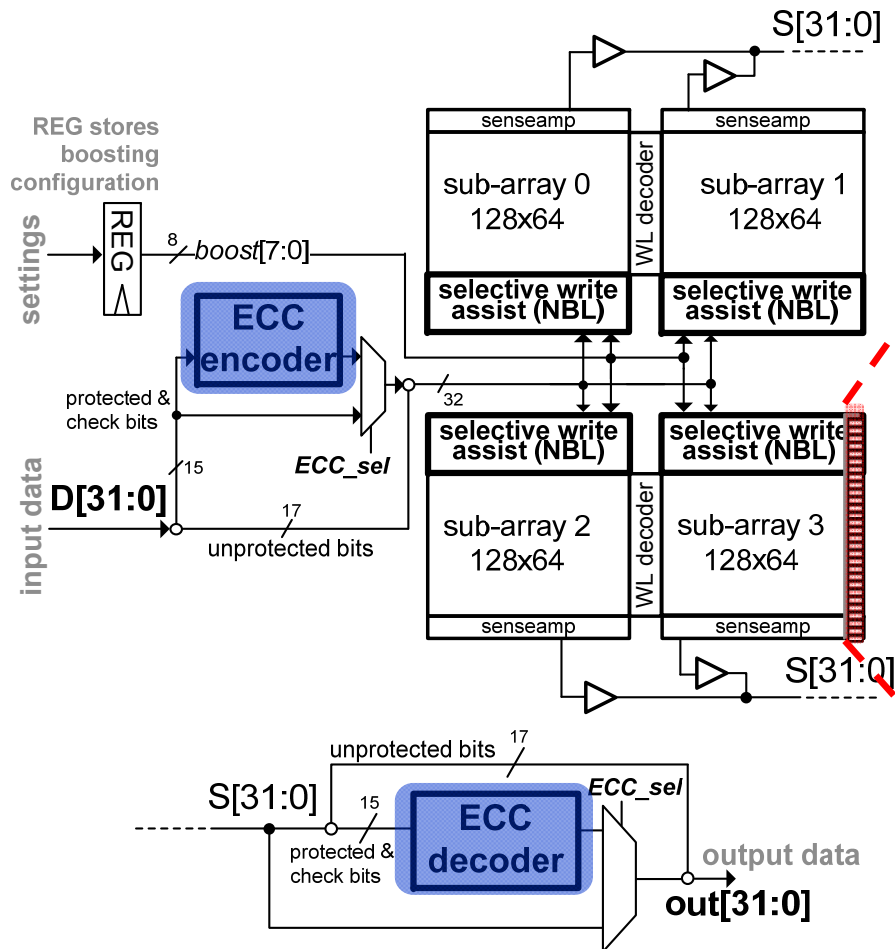 S[31:0]
REG stores
boosting
configuration
settings
REG
8
boost[7:0]
senseamp
senseamp
sub-array 0
128x64
WL decoder
sub-array 1
128x64
selective write
assist (NBL)
selective write
assist (NBL)
ECC
encoder
protected &
check bits
32
ECC_sel
15
input data
D[31:0]
17
unprotected bits
selective write
assist (NBL)
selective write
assist (NBL)
sub-array 2
128x64
WL decoder
sub-array 3
128x64
senseamp
senseamp
S[31:0]
unprotected bits
17
S[31:0]
15
protected &
check bits
ECC
decoder
ECC_sel
output data
out[31:0]